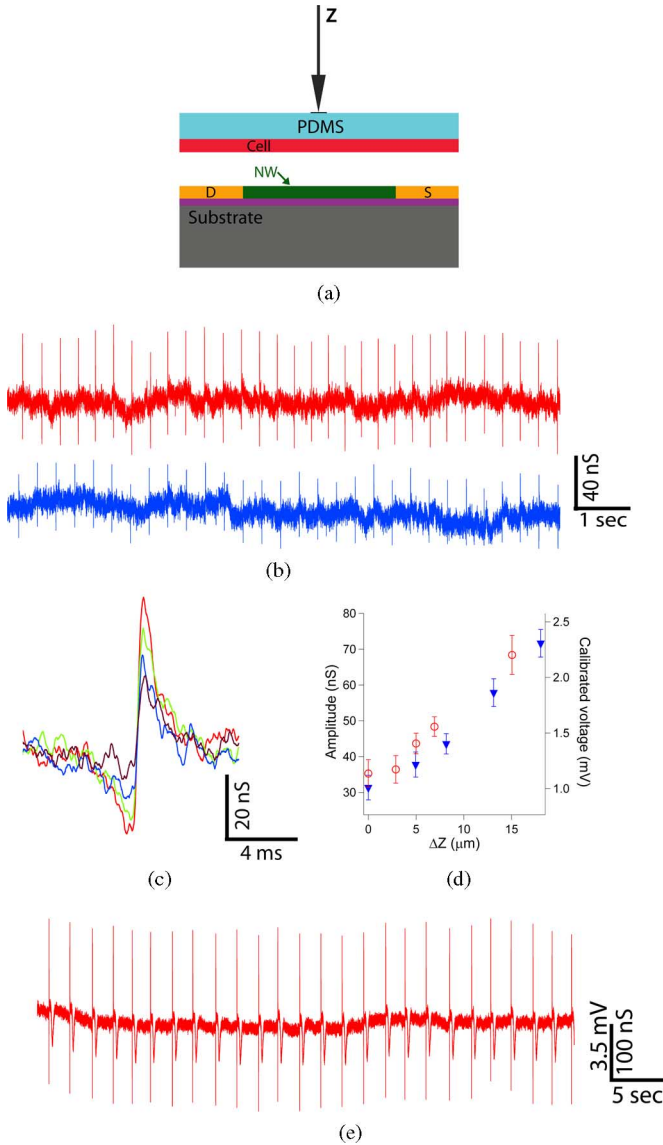 Z
PDMS
Cell
NW
D
S
Substrate
(a)
40 nS
1 sec
(b)
20 nS
4 ms
(c)
80
70
60
50
40
30
Amplitude (nS)
0
5
10
15
ΔZ (μm)
2.5
2.0
1.5
1.0
Calibrated voltage (mV)
(d)
3.5 mV
100 nS
5 sec
(e)